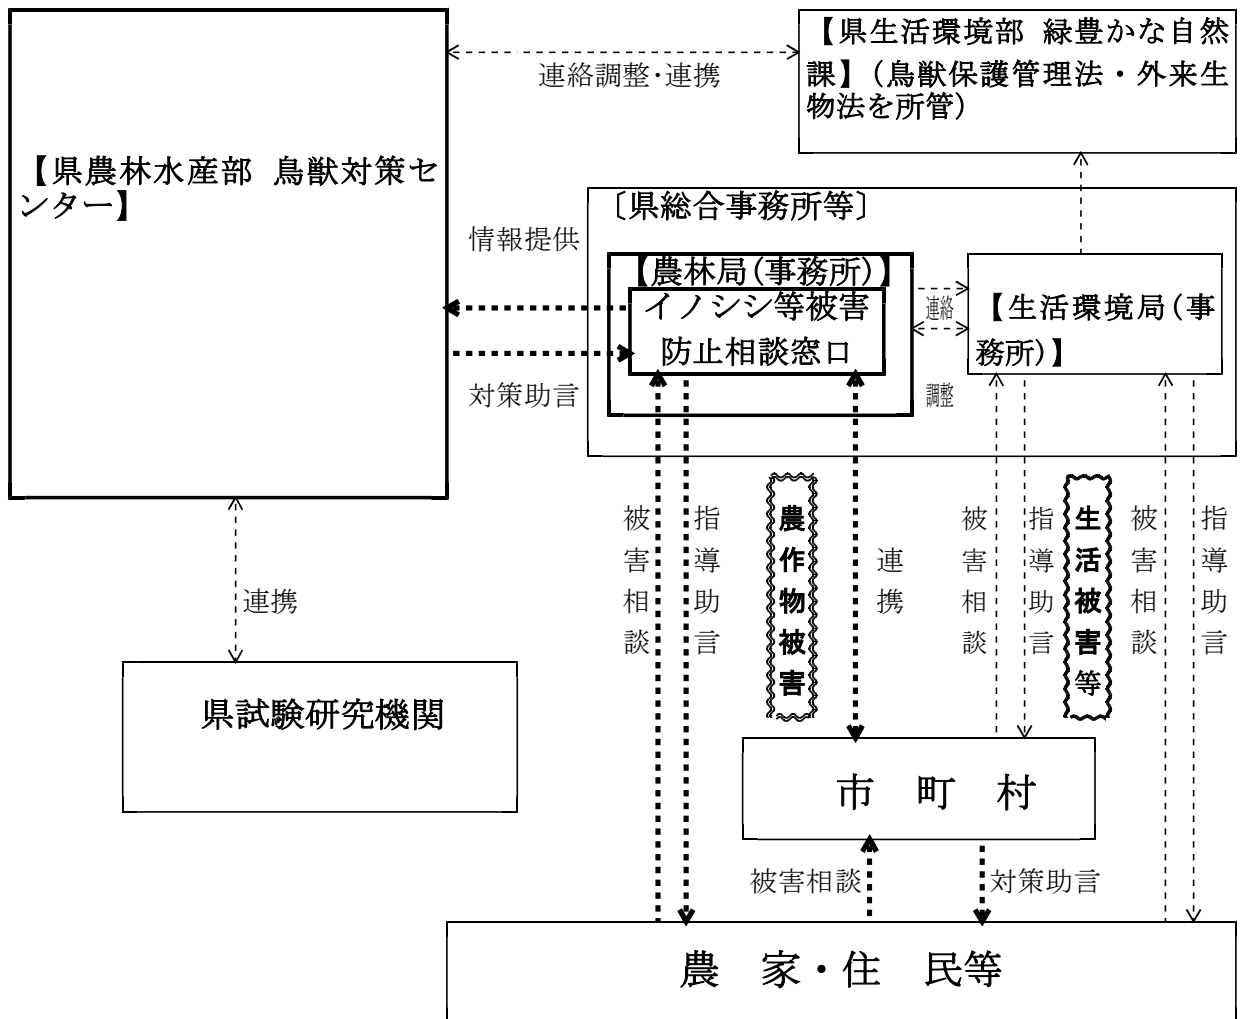 【県生活環境部 緑豊かな自然
課】(鳥獣保護管理法・外来生
物法を所管)
連絡調整・連携
【県農林水産部 鳥獣対策セ
ンター】
〔県総合事務所等〕
情報提供
【農林局(事務所)】
イノシシ等被害
防止相談窓口
連絡
【生活環境局(事
務所)】
対策助言
調整
被害相談
指導助言
農作物被害
連携
被害相談
指導助言
生活被害等
被害相談
指導助言
連携
県試験研究機関
市 町 村
被害相談
対策助言
農 家・住 民等